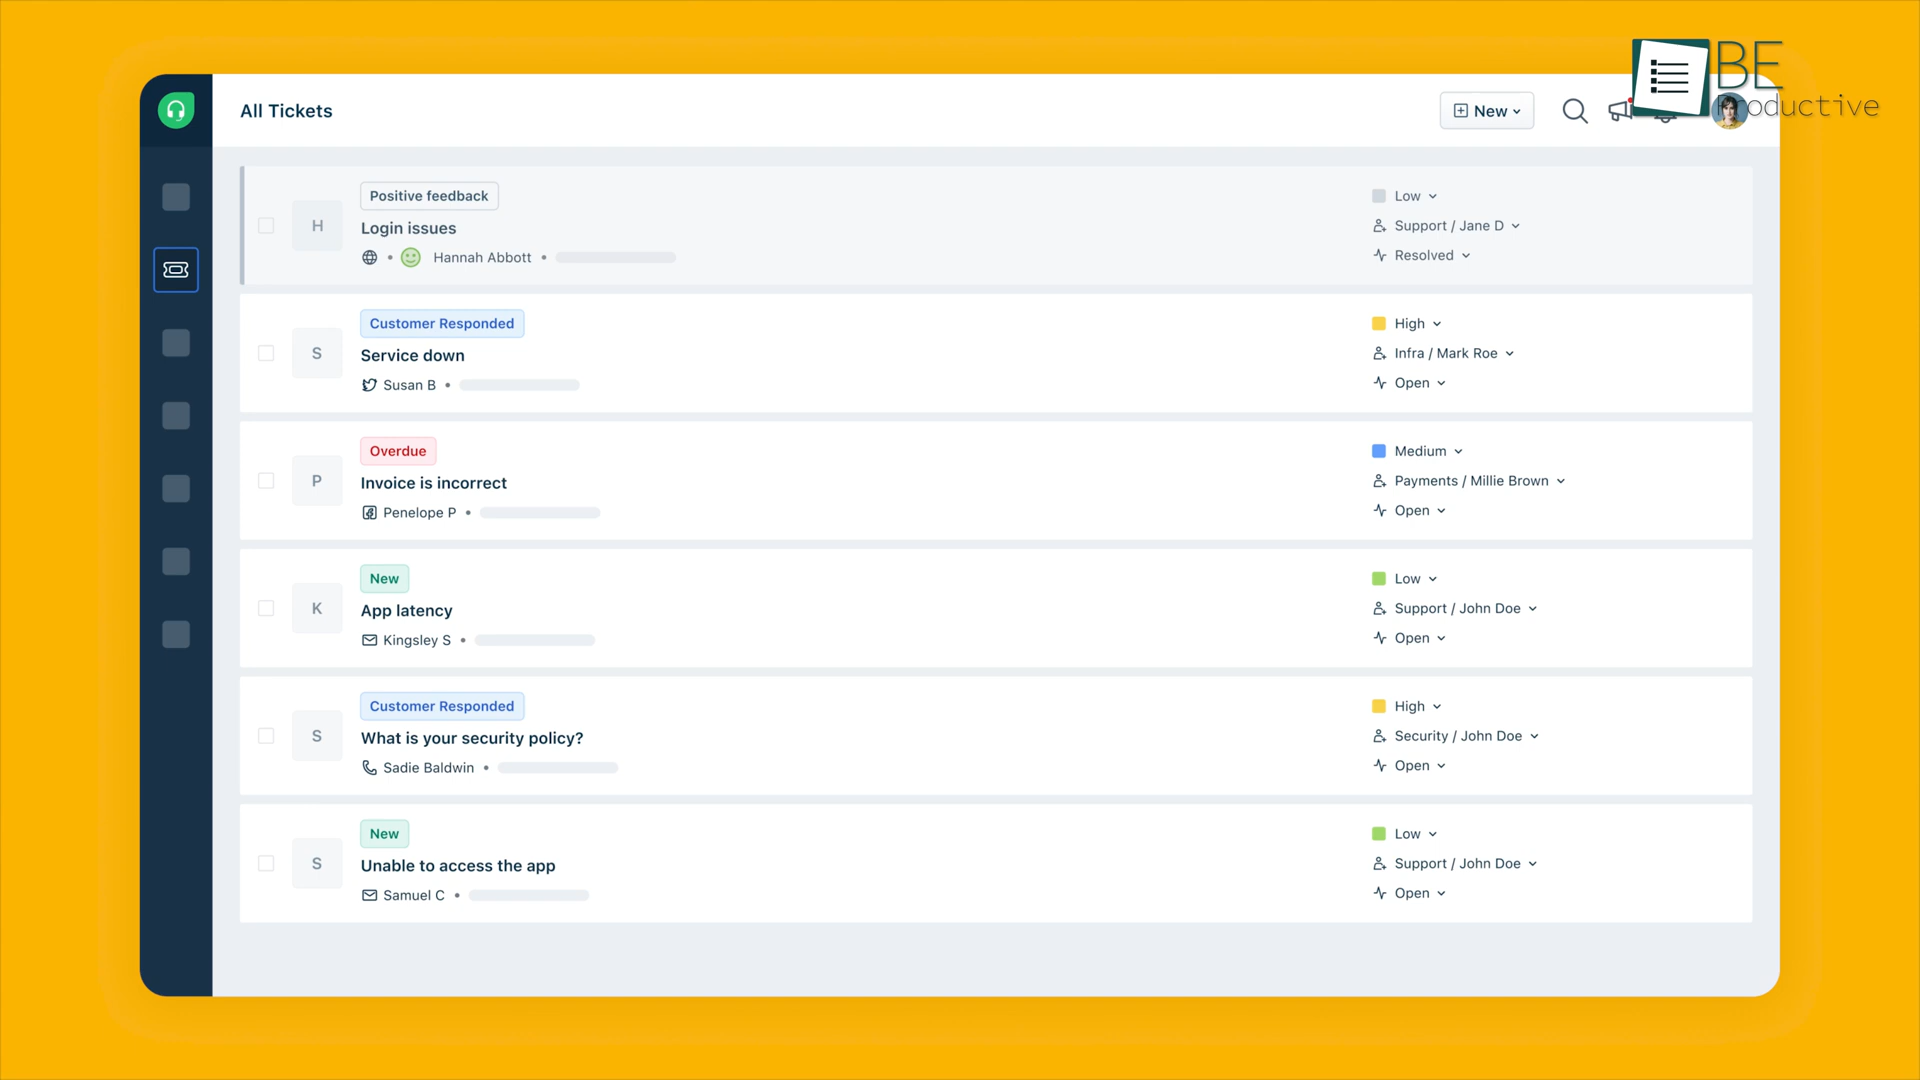 BE
Productive
All Tickets
New
Positive feedback
H
Login issues
Hannah Abbott
Low
Support / Jane D
Resolved
Customer Responded
S
Service down
Susan B
High
Infra / Mark Roe
Open
Overdue
P
Invoice is incorrect
Penelope P
Medium
Payments / Millie Brown
Open
New
K
App latency
Kingsley S
Low
Support / John Doe
Open
Customer Responded
S
What is your security policy?
Sadie Baldwin
High
Security / John Doe
Open
New
S
Unable to access the app
Samuel C
Low
Support / John Doe
Open